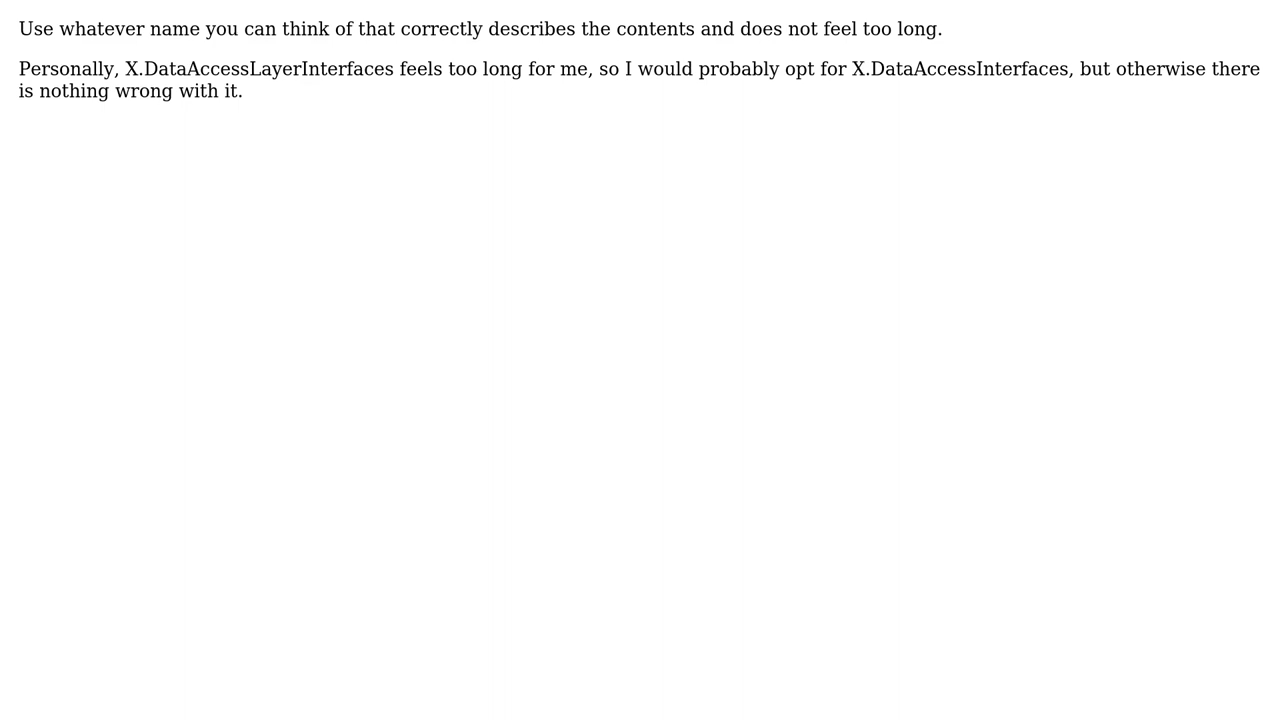 Use whatever name you can think of that correctly describes the contents and does not feel too long.
Personally, X.DataAccessLayerInterfaces feels too long for me, so I would probably opt for X.DataAccessInterfaces, but otherwise there
is nothing wrong with it.